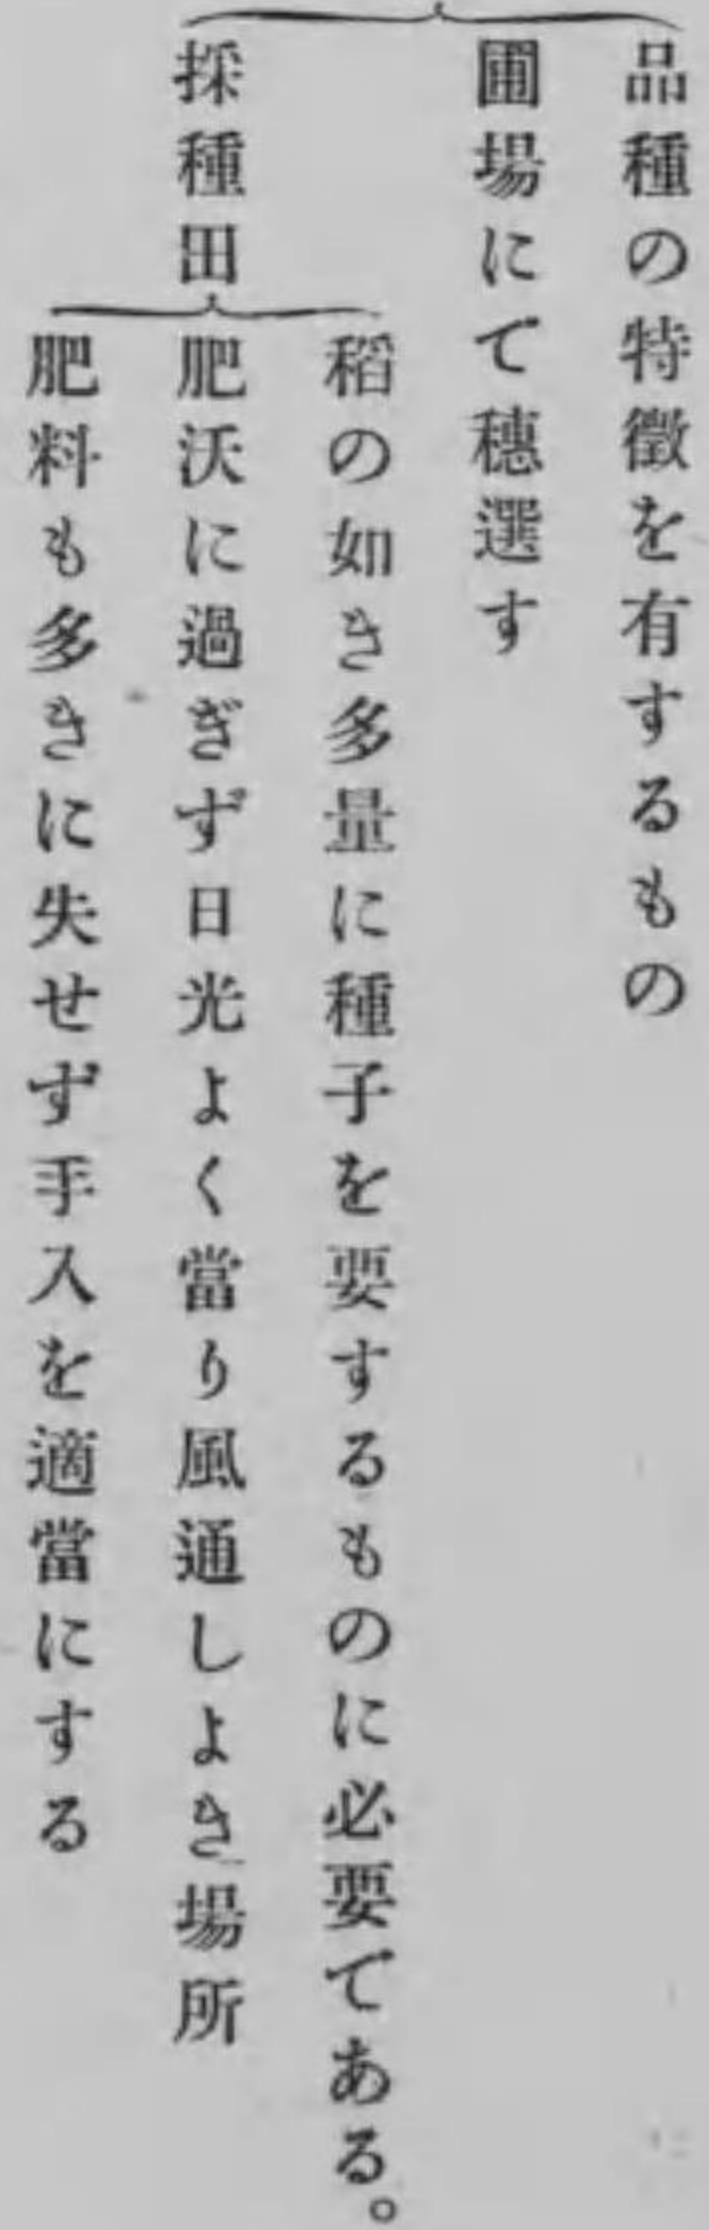 品種の特徵を有するもの
圃場にて穗選す
採種田
稻の如き多量に種子を要するものに必要である。
肥沃に過ぎず日光よく當り風通しよき場所
肥料も多きに失せず手入を適當にする